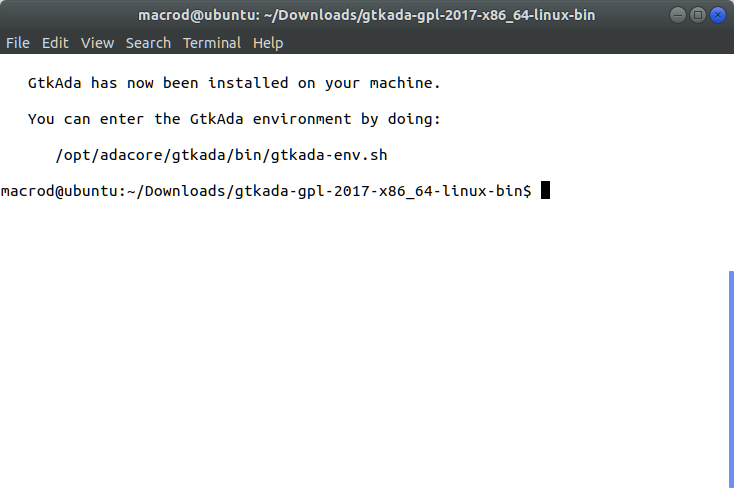 macrod@ubuntu: ~/Downloads/gtkada-gpl-2017-x86_64-linux-bin
File Edit View Search Terminal Help
GtkAda has now been installed on your machine.
You can enter the GtkAda environment by doing:
/opt/adacore/gtkada/bin/gtkada-env.sh
macrod@ubuntu:~/Downloads/gtkada-gpl-2017-x86_64-linux-bin$